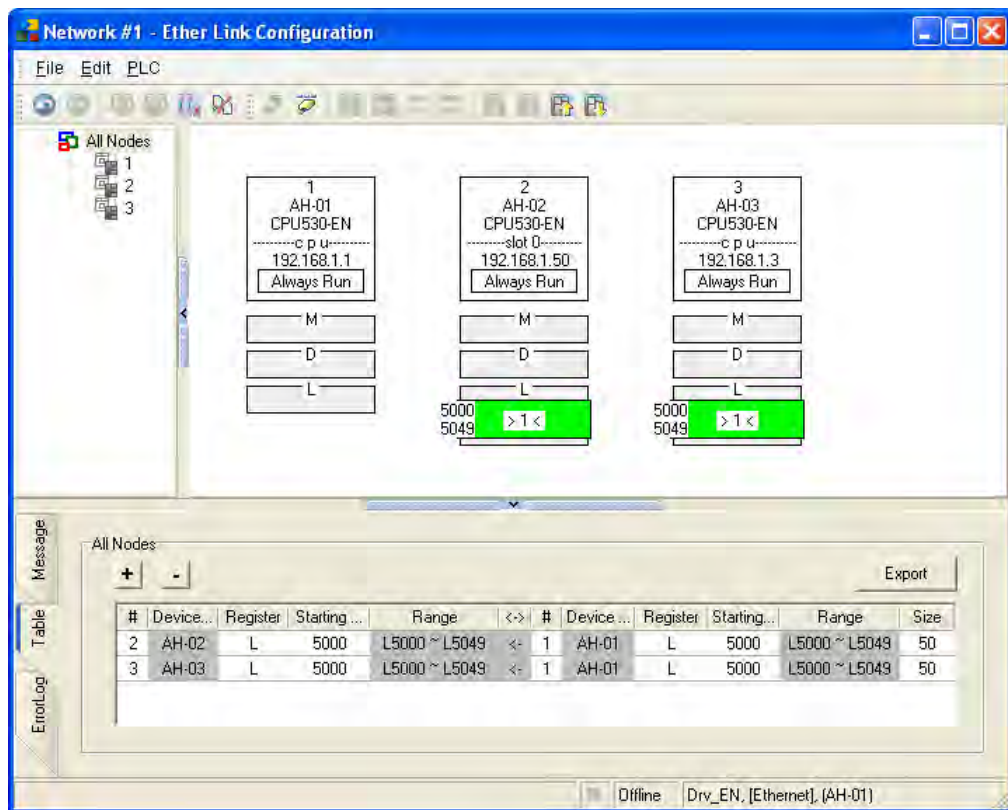 Network #1 - Ether Link Configuration
File Edit PLC
All Nodes
1
2
3
1
AH-01
CPU530-EN
---------c p u---------
192.168.1.1
Always Run
M
D
L
2
AH-02
CPU530-EN
--------slot 0--------
192.168.1.50
Always Run
M
D
L
5000
5049
> 1 <
3
AH-03
CPU530-EN
---------c p u---------
192.168.1.3
Always Run
M
D
L
5000
5049
> 1 <
Message
Table
ErrorLog
All Nodes
+ -
Export
# Device... Register Starting ... Range <-> # Device ... Register Starting... Range Size
2 AH-02 L 5000 L5000 ~ L5049 <- 1 AH-01 L 5000 L5000 ~ L5049 50
3 AH-03 L 5000 L5000 ~ L5049 <- 1 AH-01 L 5000 L5000 ~ L5049 50
Offline Drv_EN, [Ethernet], (AH-01)